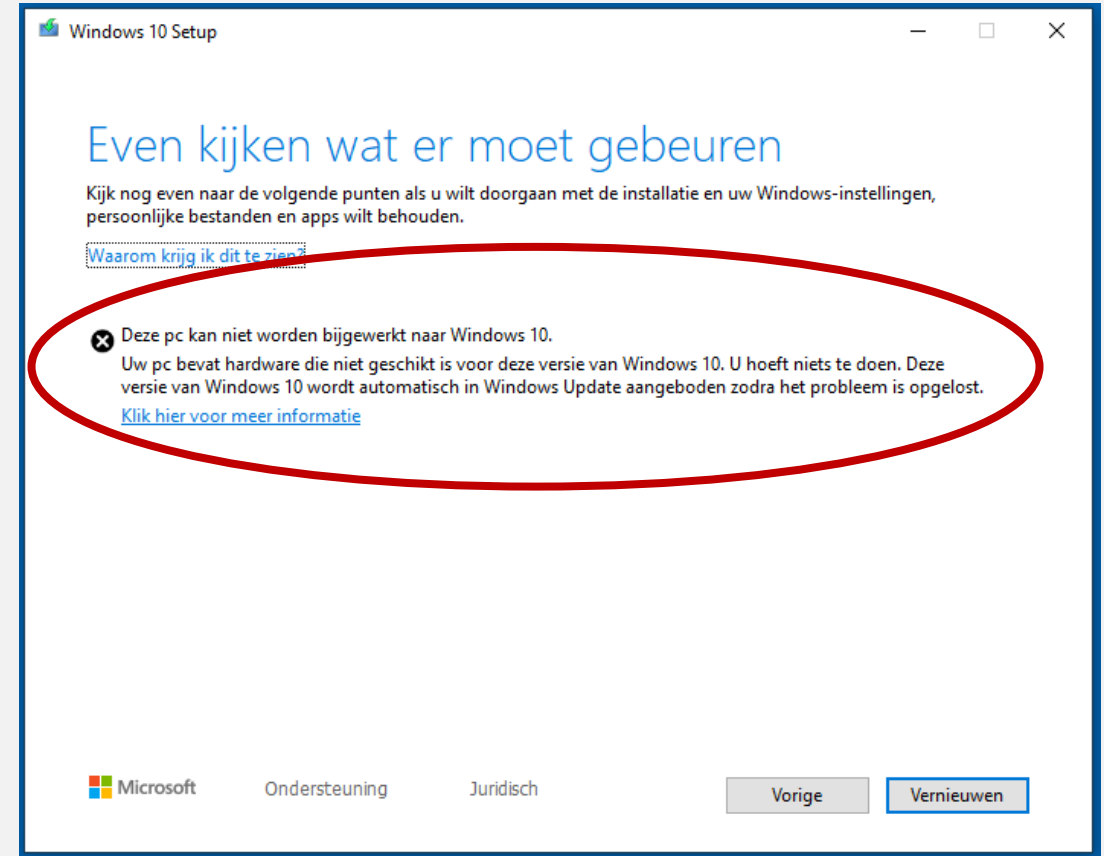 Windows 10 Setup
Even kijken wat er moet gebeuren
Kijk nog even naar de volgende punten als u wilt doorgaan met de installatie en uw Windows-instellingen,
persoonlijke bestanden en apps wilt behouden.
Waarom krijg ik dit te zien?
Deze pc kan niet worden bijgewerkt naar Windows 10.
Uw pc bevat hardware die niet geschikt is voor deze versie van Windows 10. U hoeft niets te doen. Deze
versie van Windows 10 wordt automatisch in Windows Update aangeboden zodra het probleem is opgelost.
Klik hier voor meer informatie
Microsoft Ondersteuning Juridisch Vorige Vernieuwen